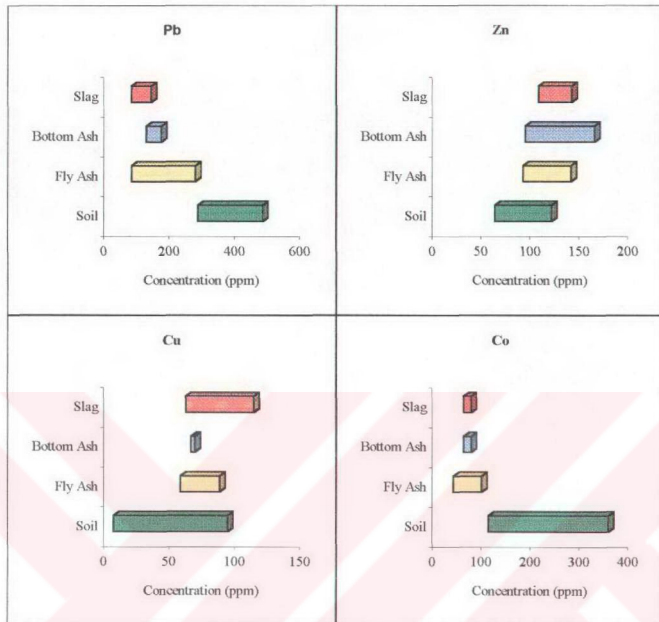 Pb
Slag
Bottom Ash
Fly Ash
Soil
0 200 400 600
Concentration (ppm)
Zn
Slag
Bottom Ash
Fly Ash
Soil
0 50 100 150 200
Concentration (ppm)
Cu
Slag
Bottom Ash
Fly Ash
Soil
0 50 100 150
Concentration (ppm)
Co
Slag
Bottom Ash
Fly Ash
Soil
0 100 200 300 400
Concentration (ppm)